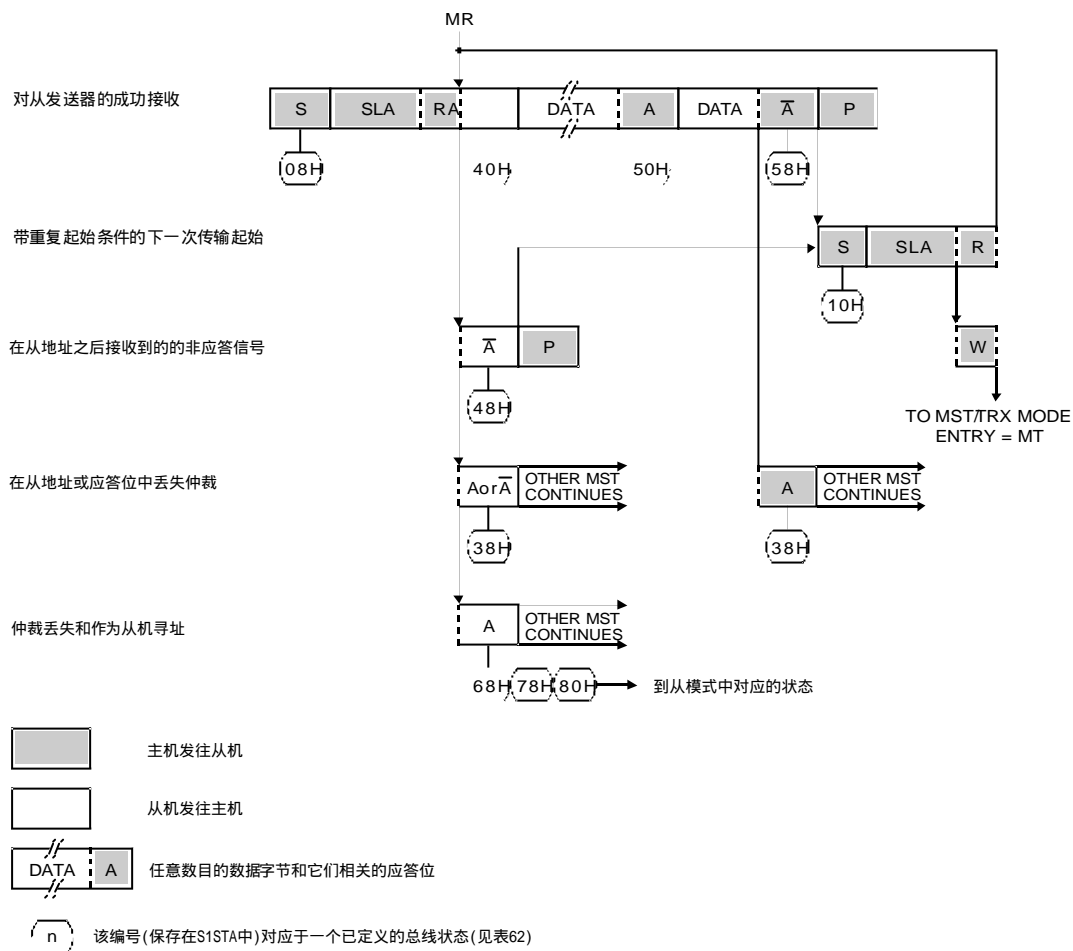 MR
对从发送器的成功接收
S SLA RA DATA A DATA A̅ P
08H 40H 50H 58H
带重复起始条件的下一次传输起始
S SLA R
10H
在从地址之后接收到的的非应答信号
A̅ P W
48H
TO MST/TRX MODE
ENTRY = MT
在从地址或应答位中丢失仲裁
AorA̅ OTHER MST CONTINUES A OTHER MST CONTINUES
38H 38H
仲裁丢失和作为从机寻址
A OTHER MST CONTINUES
68H 78H 80H 到从模式中对应的状态
主机发往从机
从机发往主机
DATA A 任意数目的数据字节和它们相关的应答位
n 该编号(保存在S1STA中)对应于一个已定义的总线状态(见表62)